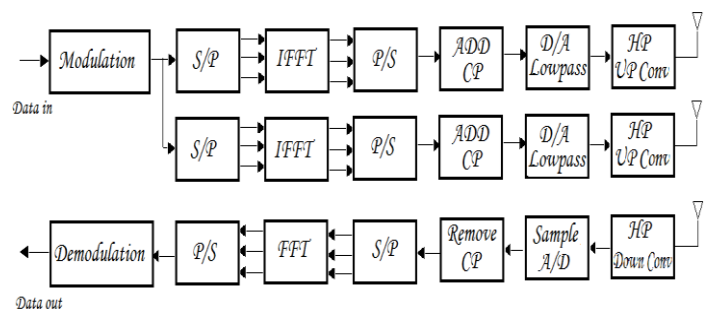 Modulation
S/P
IFFT
P/S
ADD
CP
D/A
Lowpass
HP
UP Conv
Data in
S/P
IFFT
P/S
ADD
CP
D/A
Lowpass
HP
UP Conv
Demodulation
P/S
FFT
S/P
Remove
CP
Sample
A/D
HP
Down Conv
Data out